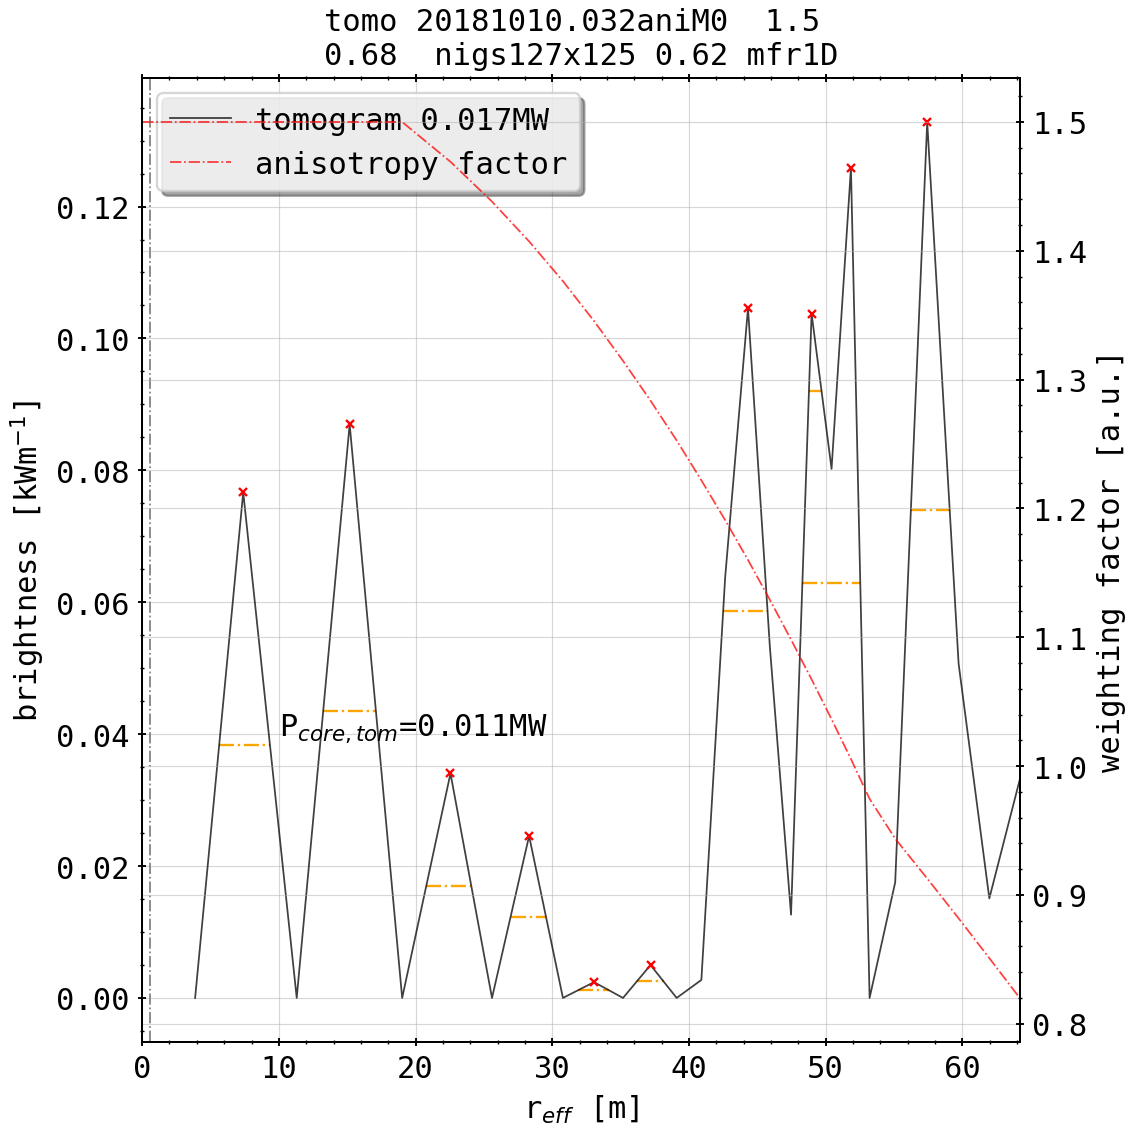 tomo 20181010.032aniM0  1.5
0.68  nigs127x125 0.62 mfr1D
tomogram 0.017MW
anisotropy factor
brightness [kWm⁻¹]
0.12
0.10
0.08
0.06
0.04
0.02
0.00
P_core,tom=0.011MW
1.5
1.4
1.3
1.2
1.1
1.0
0.9
0.8
weighting factor [a.u.]
0 10 20 30 40 50 60
r_eff [m]